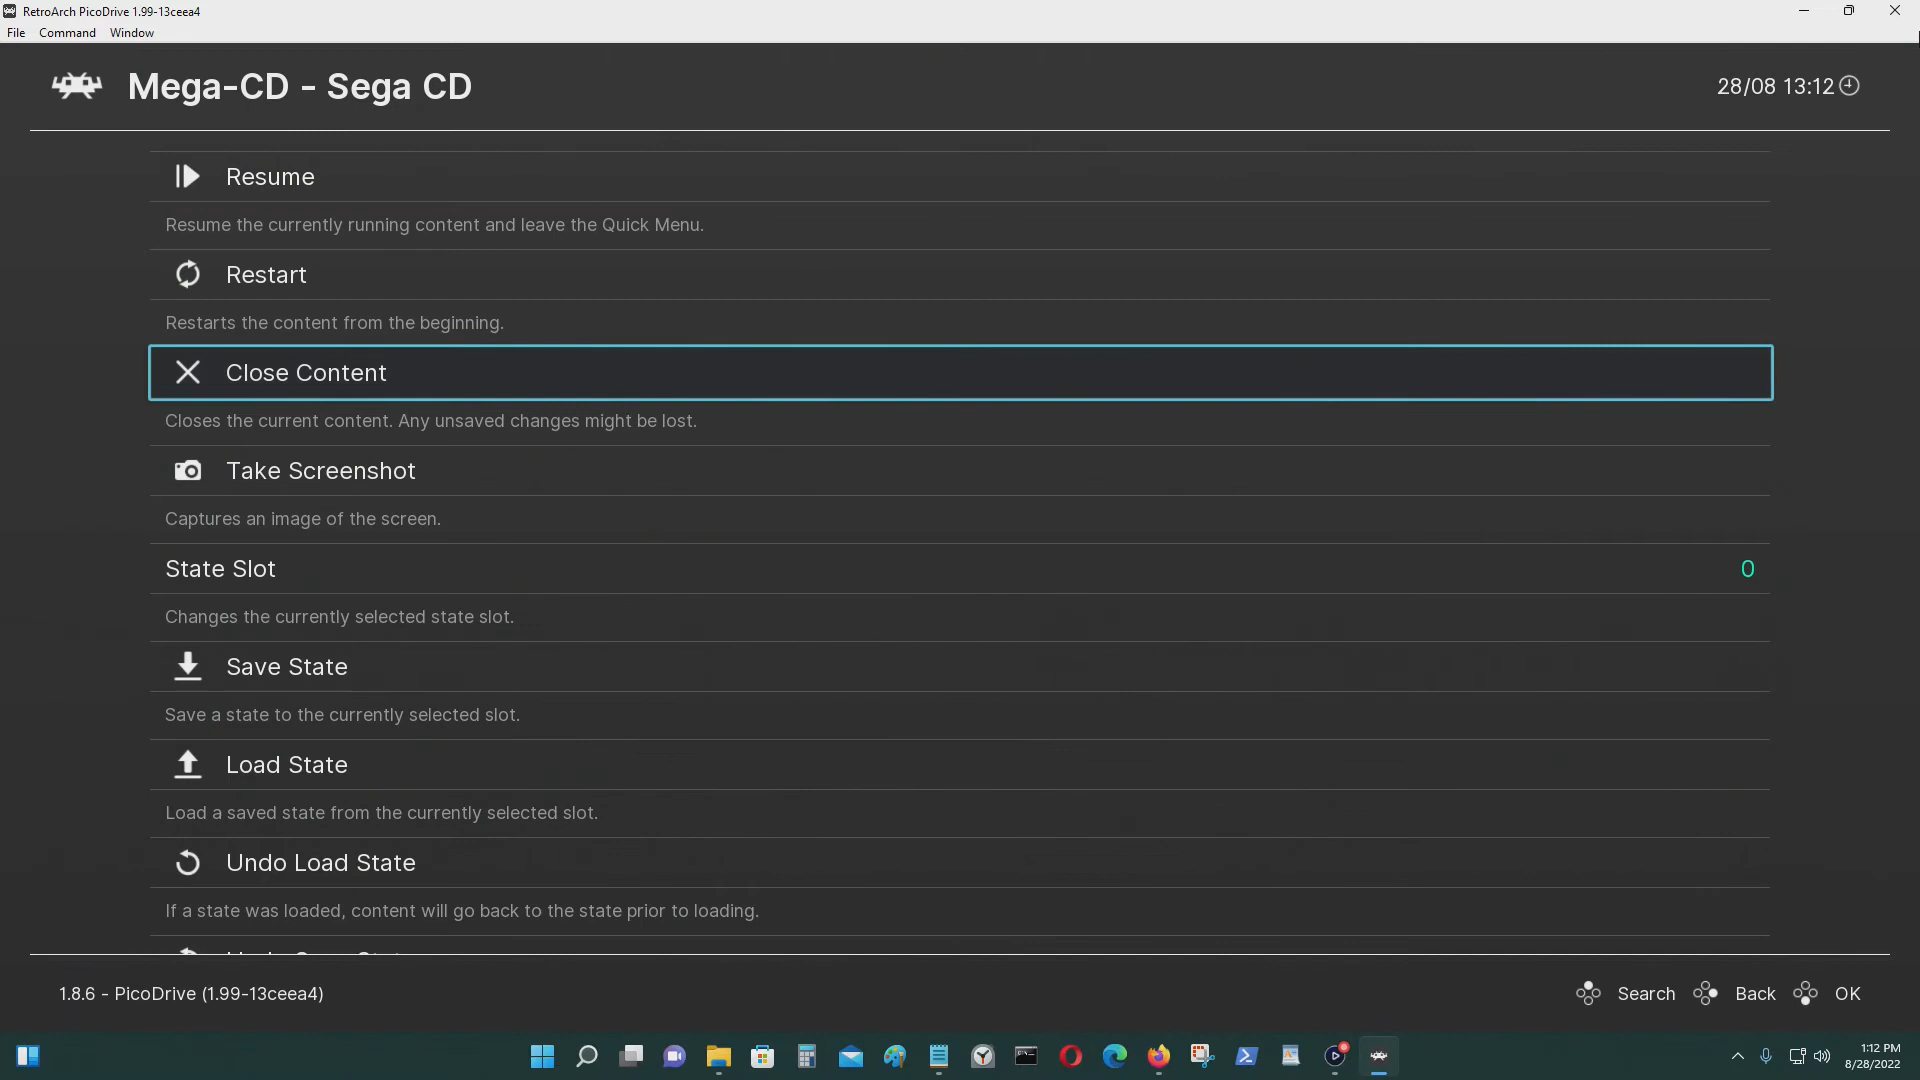 RetroArch PicoDrive 1.99-13ceea4
File Command Window
Mega-CD - Sega CD
28/08 13:12
Resume
Resume the currently running content and leave the Quick Menu.
Restart
Restarts the content from the beginning.
Close Content
Closes the current content. Any unsaved changes might be lost.
Take Screenshot
Captures an image of the screen.
State Slot 0
Changes the currently selected state slot.
Save State
Save a state to the currently selected slot.
Load State
Load a saved state from the currently selected slot.
Undo Load State
If a state was loaded, content will go back to the state prior to loading.
1.8.6 - PicoDrive (1.99-13ceea4)
Search Back OK
1:12 PM
8/28/2022